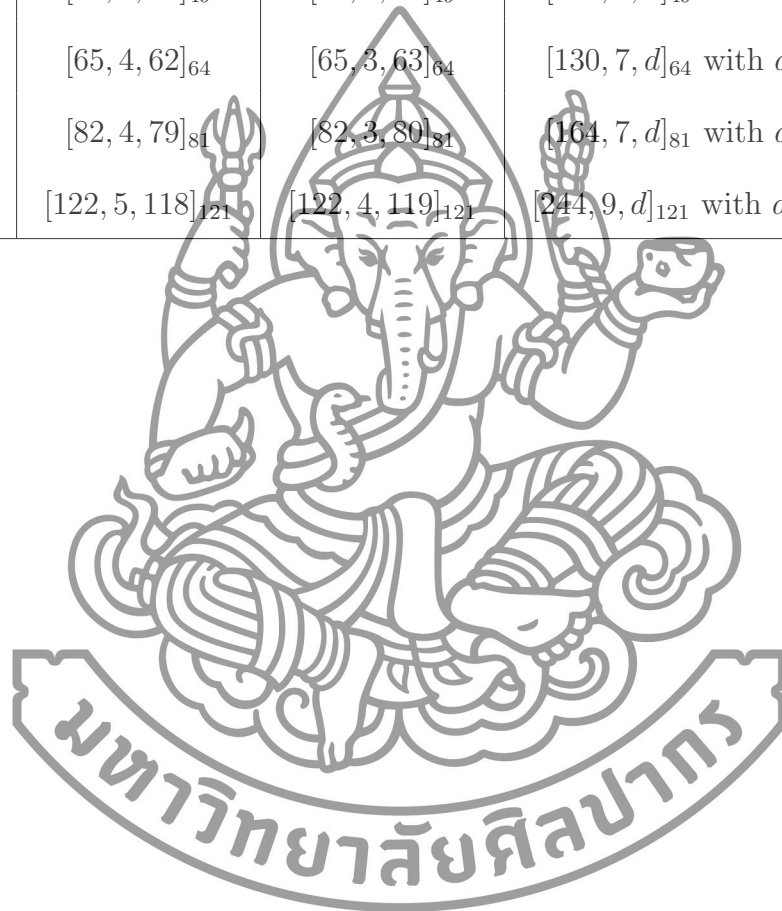 [65, 4, 62]₆₄ [65, 3, 63]₆₄ [130, 7, d]₆₄ with d
[82, 4, 79]₈₁ [82, 3, 80]₈₁ [164, 7, d]₈₁ with d
[122, 5, 118]₁₂₁ [122, 4, 119]₁₂₁ [244, 9, d]₁₂₁ with d
มหาวิทยาลัยศิลปากร